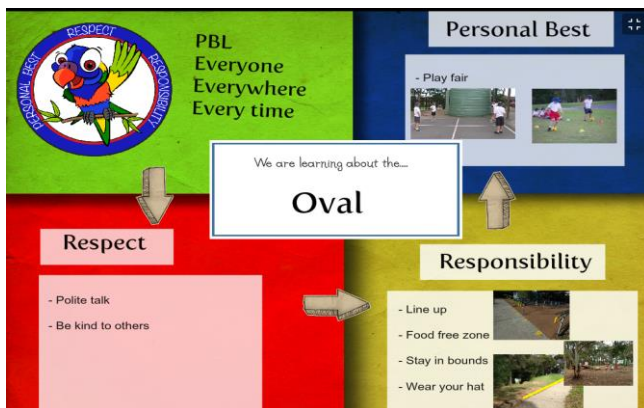 PERSONAL BEST RESPECT RESPONSIBILITY
PBL
Everyone
Everywhere
Every time
We are learning about the....
Oval
Respect
- Polite talk
- Be kind to others
Responsibility
- Line up
- Food free zone
- Stay in bounds
- Wear your hat
Personal Best
- Play fair